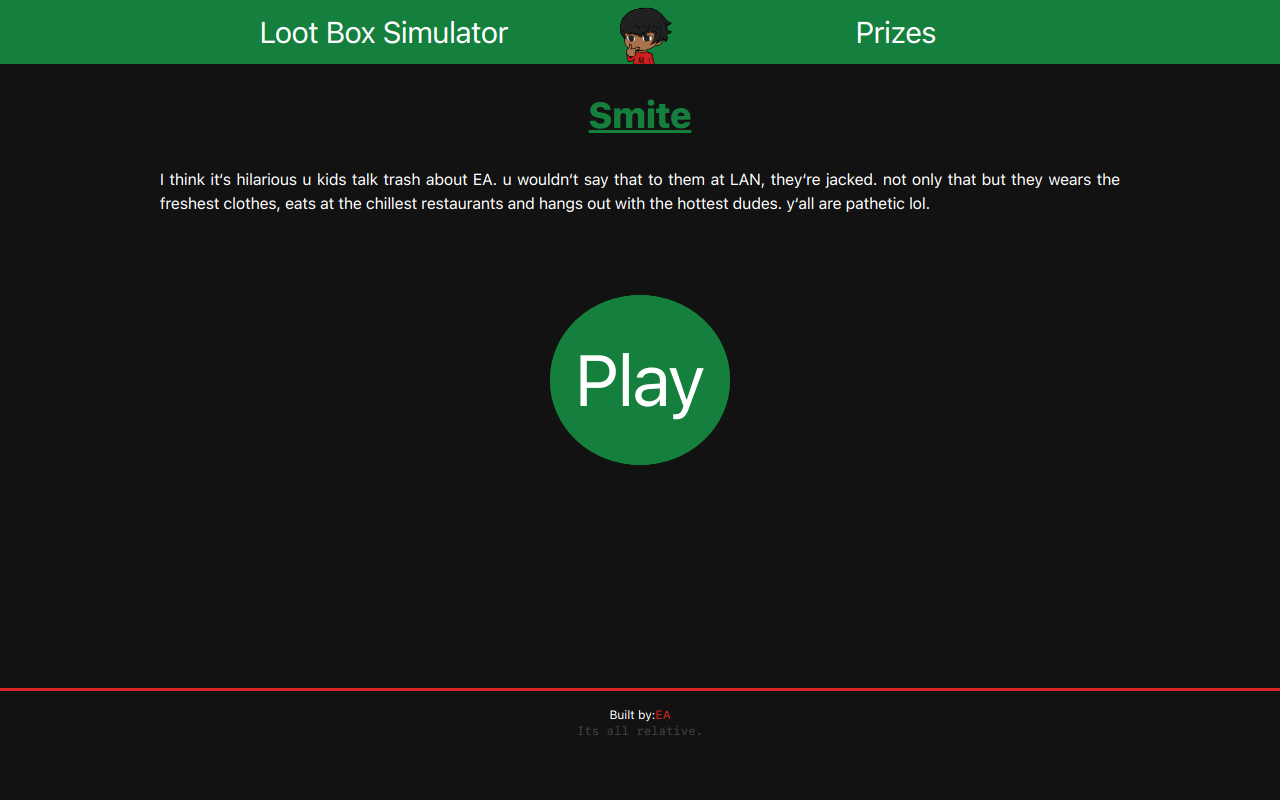 Loot Box Simulator
Prizes
Smite
I think it's hilarious u kids talk trash about EA. u wouldn't say that to them at LAN, they're jacked. not only that but they wears the
freshest clothes, eats at the chillest restaurants and hangs out with the hottest dudes. y'all are pathetic lol.
Play
Built by:EA
Its all relative.